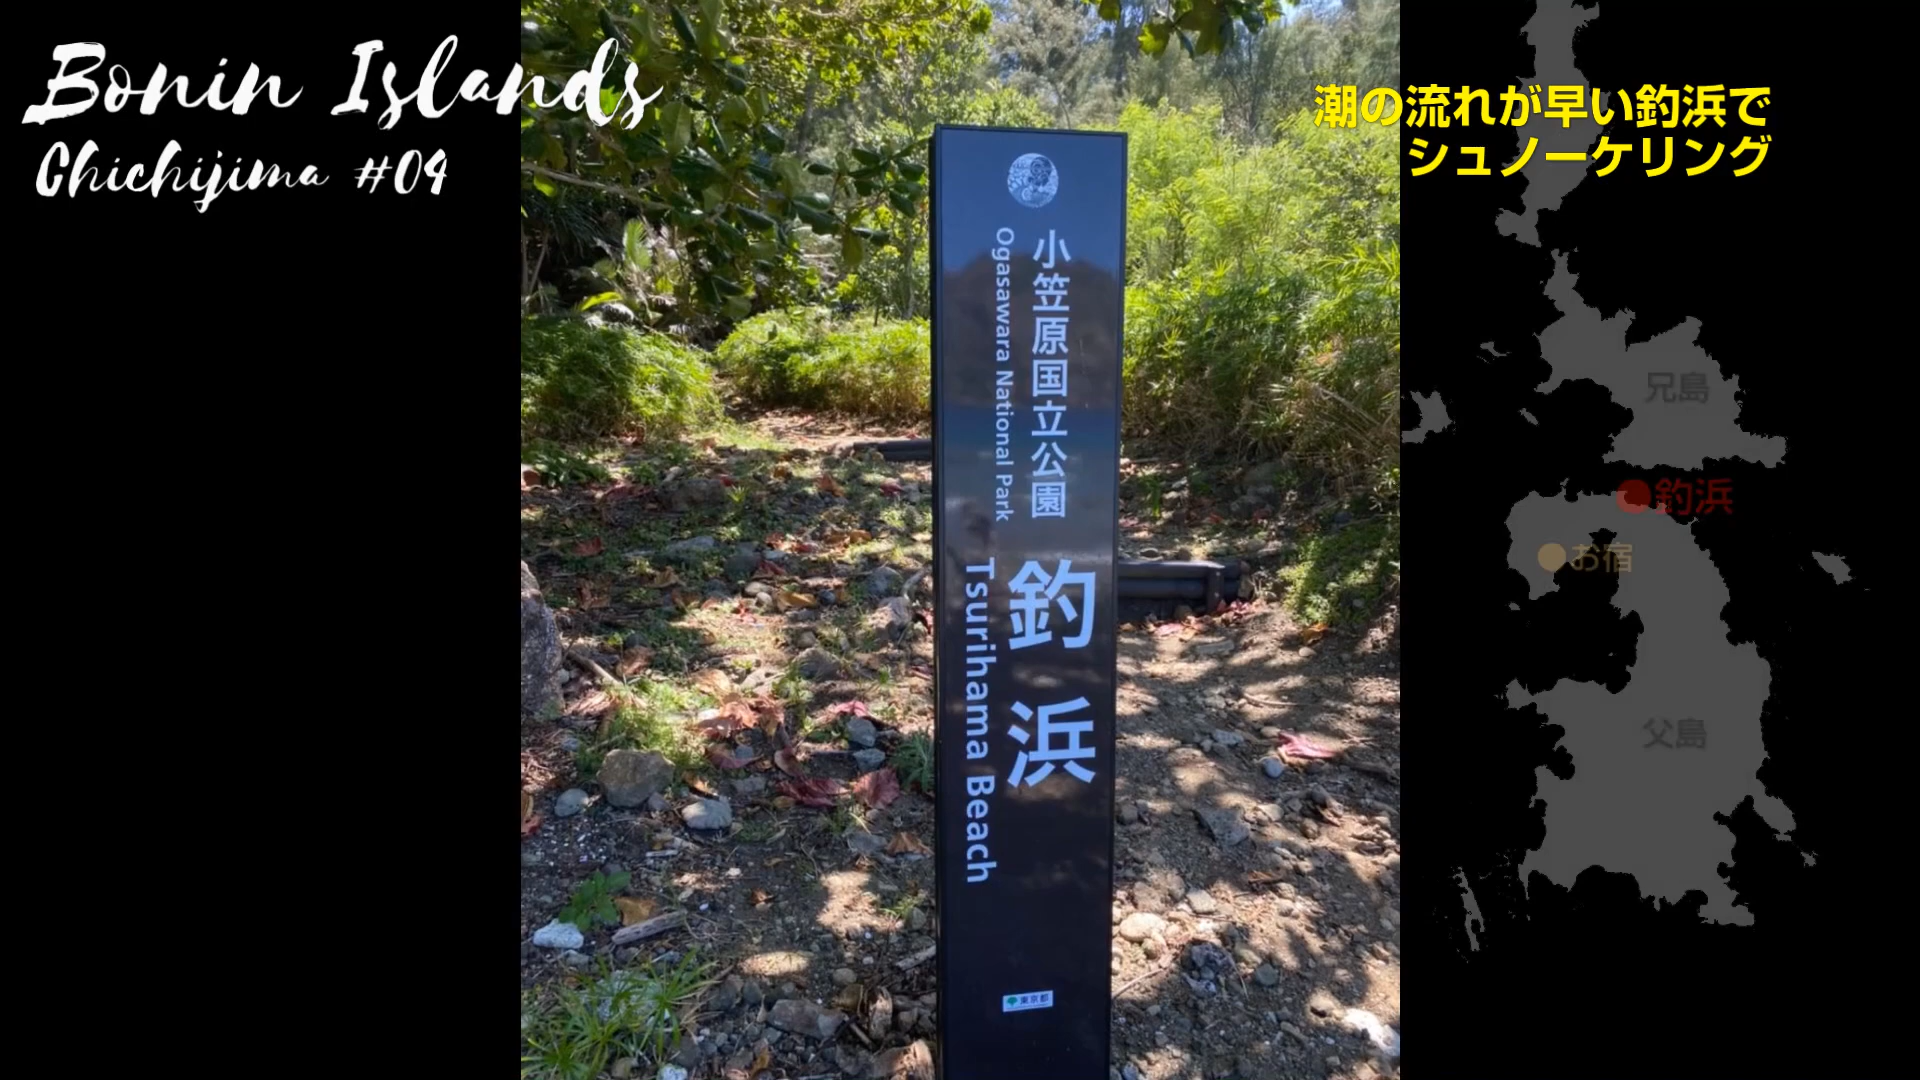 Bonin Islands
Chichijima #04
潮の流れが早い釣浜で
シュノーケリング
小笠原国立公園
Ogasawara National Park
釣浜
Tsurihama Beach
東京都
兄島
釣浜
お宿
父島